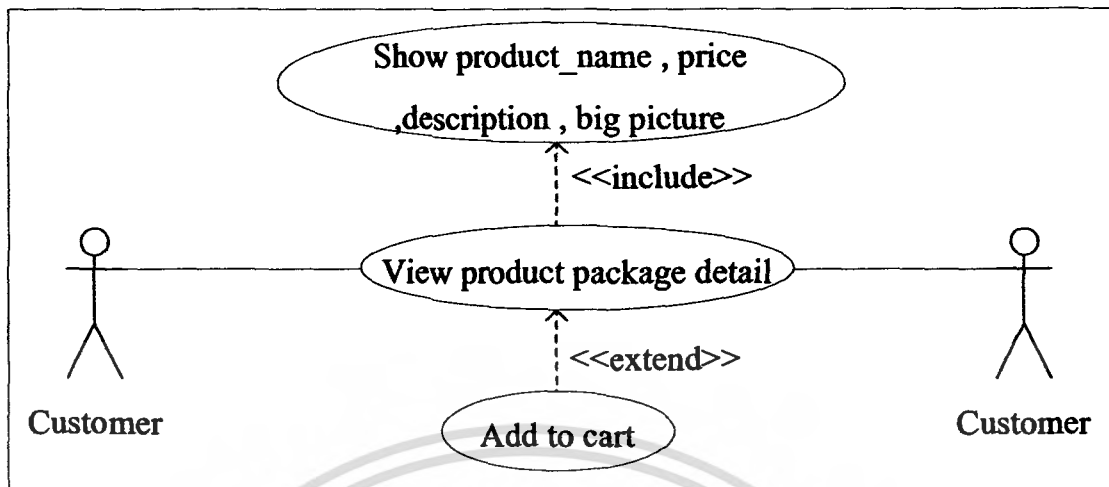 Show product_name , price
,description , big picture
<<include>>
View product package detail
<<extend>>
Customer
Add to cart
Customer